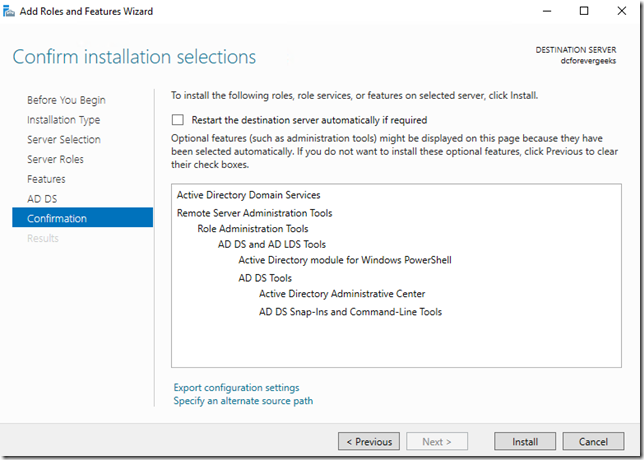 Add Roles and Features Wizard
Confirm installation selections
DESTINATION SERVER
dcforevergeeks
Before You Begin
Installation Type
Server Selection
Server Roles
Features
AD DS
Confirmation
Results
To install the following roles, role services, or features on selected server, click Install.
Restart the destination server automatically if required
Optional features (such as administration tools) might be displayed on this page because they have
been selected automatically. If you do not want to install these optional features, click Previous to clear
their check boxes.
Active Directory Domain Services
Remote Server Administration Tools
Role Administration Tools
AD DS and AD LDS Tools
Active Directory module for Windows PowerShell
AD DS Tools
Active Directory Administrative Center
AD DS Snap-Ins and Command-Line Tools
Export configuration settings
Specify an alternate source path
< Previous
Next >
Install
Cancel